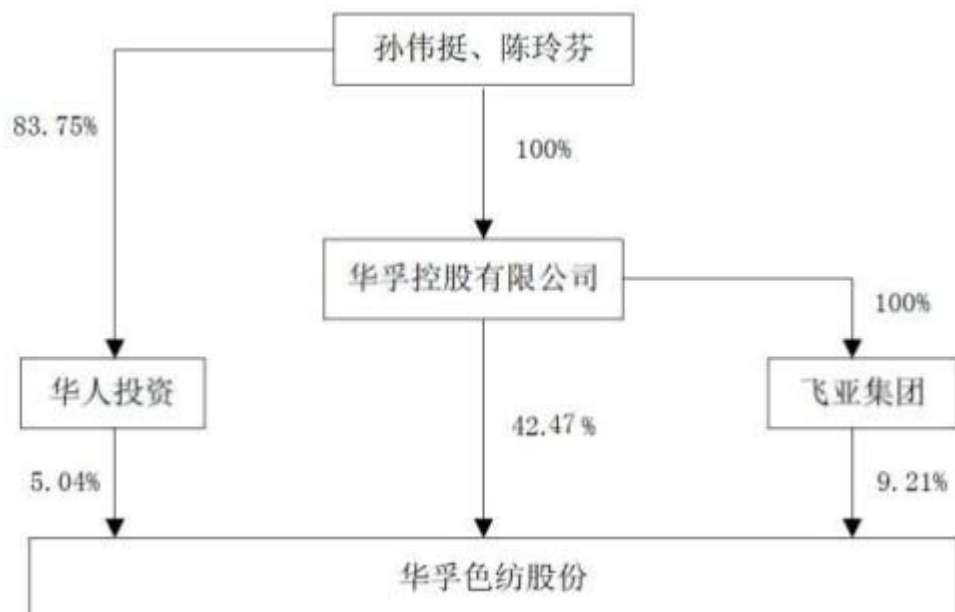 孙伟挺、陈玲芬
83.75%
100%
华孚控股有限公司
100%
华人投资
飞亚集团
42.47%
5.04%
9.21%
华孚色纺股份